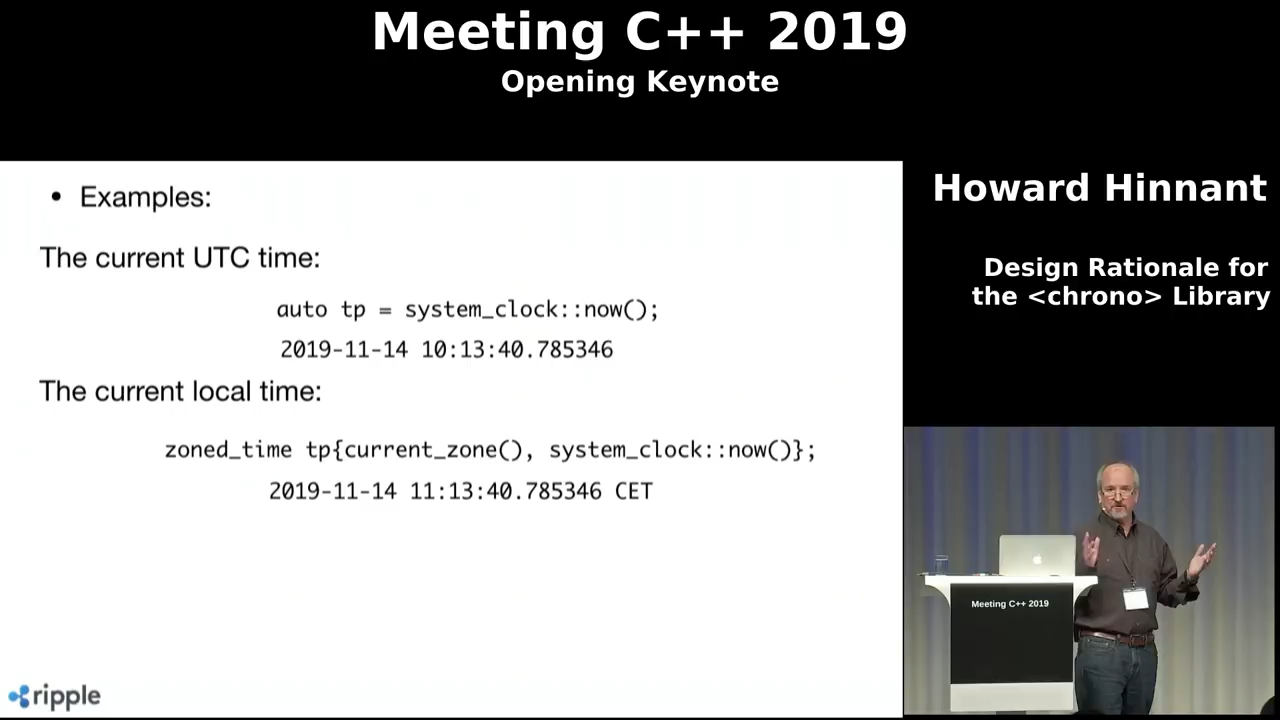 Meeting C++ 2019
Opening Keynote
• Examples:
The current UTC time:
auto tp = system_clock::now();
2019-11-14 10:13:40.785346
The current local time:
zoned_time tp{current_zone(), system_clock::now()};
2019-11-14 11:13:40.785346 CET
ripple
Howard Hinnant
Design Rationale for
the <chrono> Library
Meeting C++ 2019